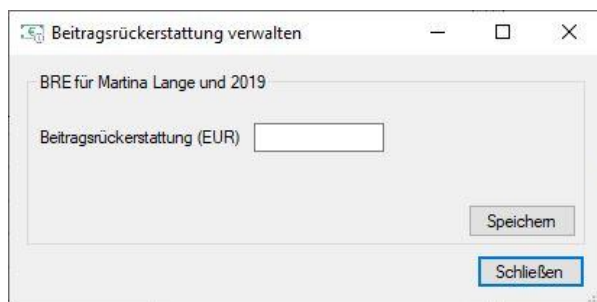 Beitragsrückerstattung verwalten
BRE für Martina Lange und 2019
Beitragsrückerstattung (EUR)
Speichern
Schließen